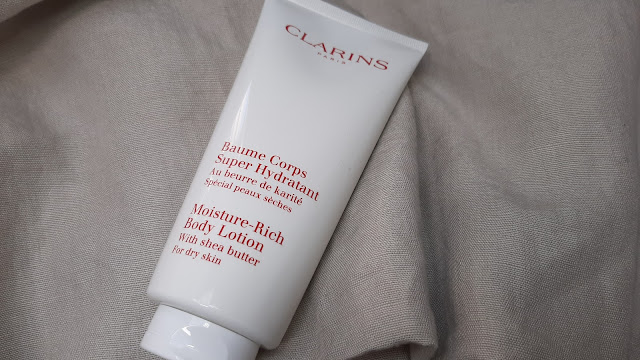 CLARINS
PARIS
Baume Corps
Super Hydratant
Au beurre de karité
Spécial peaux sèches
Moisture-Rich
Body Lotion
With shea butter
For dry skin